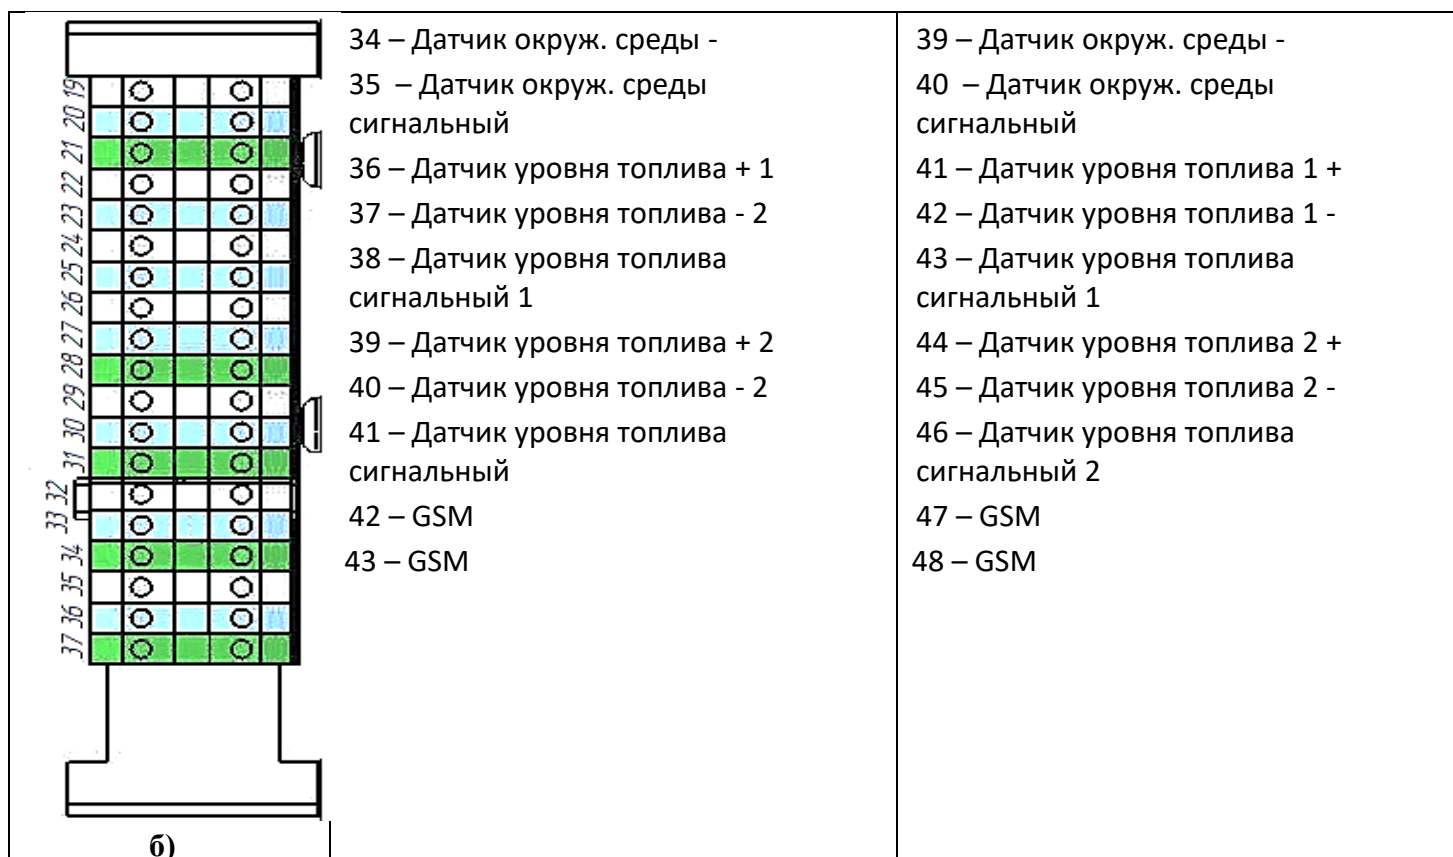 19
20
21
22
23
24
25
26
27
28
29
30
31
32
33
34
35
36
37
б)
34 – Датчик окруж. среды -
35 – Датчик окруж. среды
сигнальный
36 – Датчик уровня топлива + 1
37 – Датчик уровня топлива - 2
38 – Датчик уровня топлива
сигнальный 1
39 – Датчик уровня топлива + 2
40 – Датчик уровня топлива - 2
41 – Датчик уровня топлива
сигнальный
42 – GSM
43 – GSM
39 – Датчик окруж. среды -
40 – Датчик окруж. среды
сигнальный
41 – Датчик уровня топлива 1 +
42 – Датчик уровня топлива 1 -
43 – Датчик уровня топлива
сигнальный 1
44 – Датчик уровня топлива 2 +
45 – Датчик уровня топлива 2 -
46 – Датчик уровня топлива
сигнальный 2
47 – GSM
48 – GSM